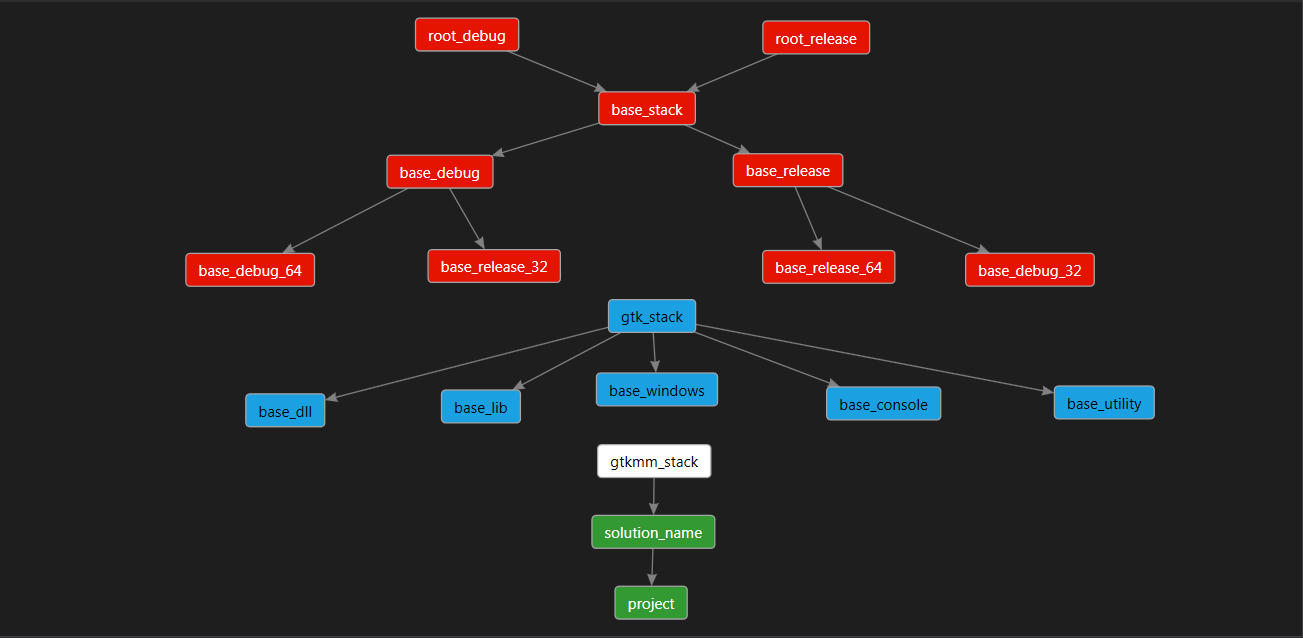 root_debug
root_release
base_stack
base_debug
base_release
base_debug_64
base_release_32
base_release_64
base_debug_32
gtk_stack
base_dll
base_lib
base_windows
base_console
base_utility
gtkmm_stack
solution_name
project